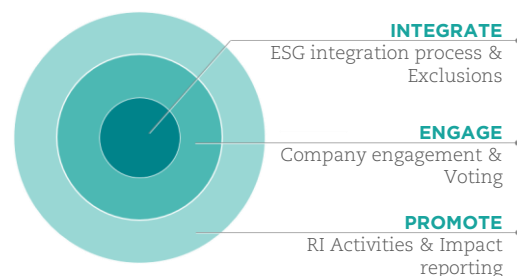 INTEGRATE
ESG integration process &
Exclusions
ENGAGE
Company engagement &
Voting
PROMOTE
RI Activities & Impact
reporting